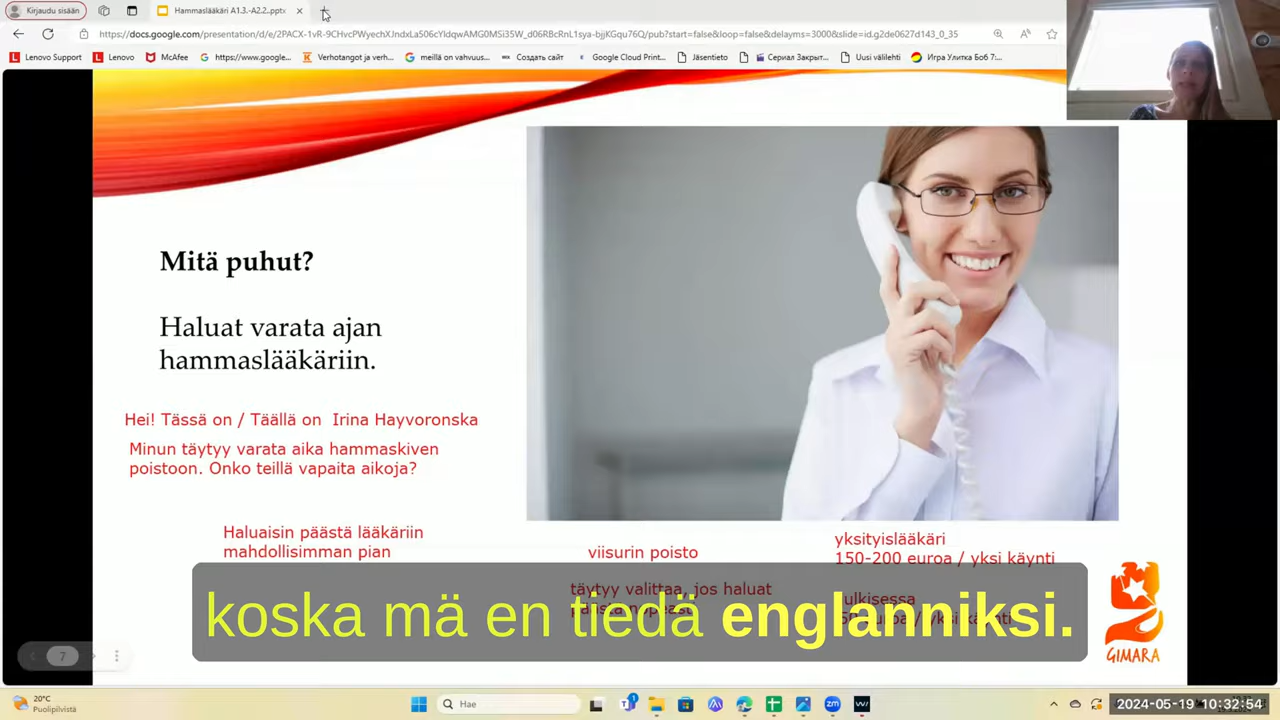 Kirjaudu sisään
Hammaslääkäri A1.3.-A2.2..pptx
https://docs.google.com/presentation/d/e/2PACX-1vR-9CHvcPWyechXJndxLaS06cYldqwAMG0MSi35W_d06RBcRnL1sya-bjjKGqu76Q/pub?start=false&loop=false&delayms=3000&slide=id.g2de0627d143_0_35
Lenovo Support
Lenovo
McAfee
https://www.google...
Verhotangot ja verh...
meillä on vahvuus...
Создать сайт
Google Cloud Print...
Jäsentieto
Сериал Закрыт...
Uusi välilehti
Игра Улитка Боб 7:...
Mitä puhut?
Haluat varata ajan
hammaslääkäriin.
Hei! Tässä on / Täällä on Irina Hayvoronska
Minun täytyy varata aika hammaskiven
poistoon. Onko teillä vapaita aikoja?
Haluaisin päästä lääkäriin
mahdollisimman pian
viisurin poisto
yksityislääkäri
150-200 euroa / yksi käynti
täytyy valittaa, jos haluat
koska mä en tiedä englanniksi.
GIMARA
7
20°C
Puolipilvistä
Hae
2024-05-19 10:32:54